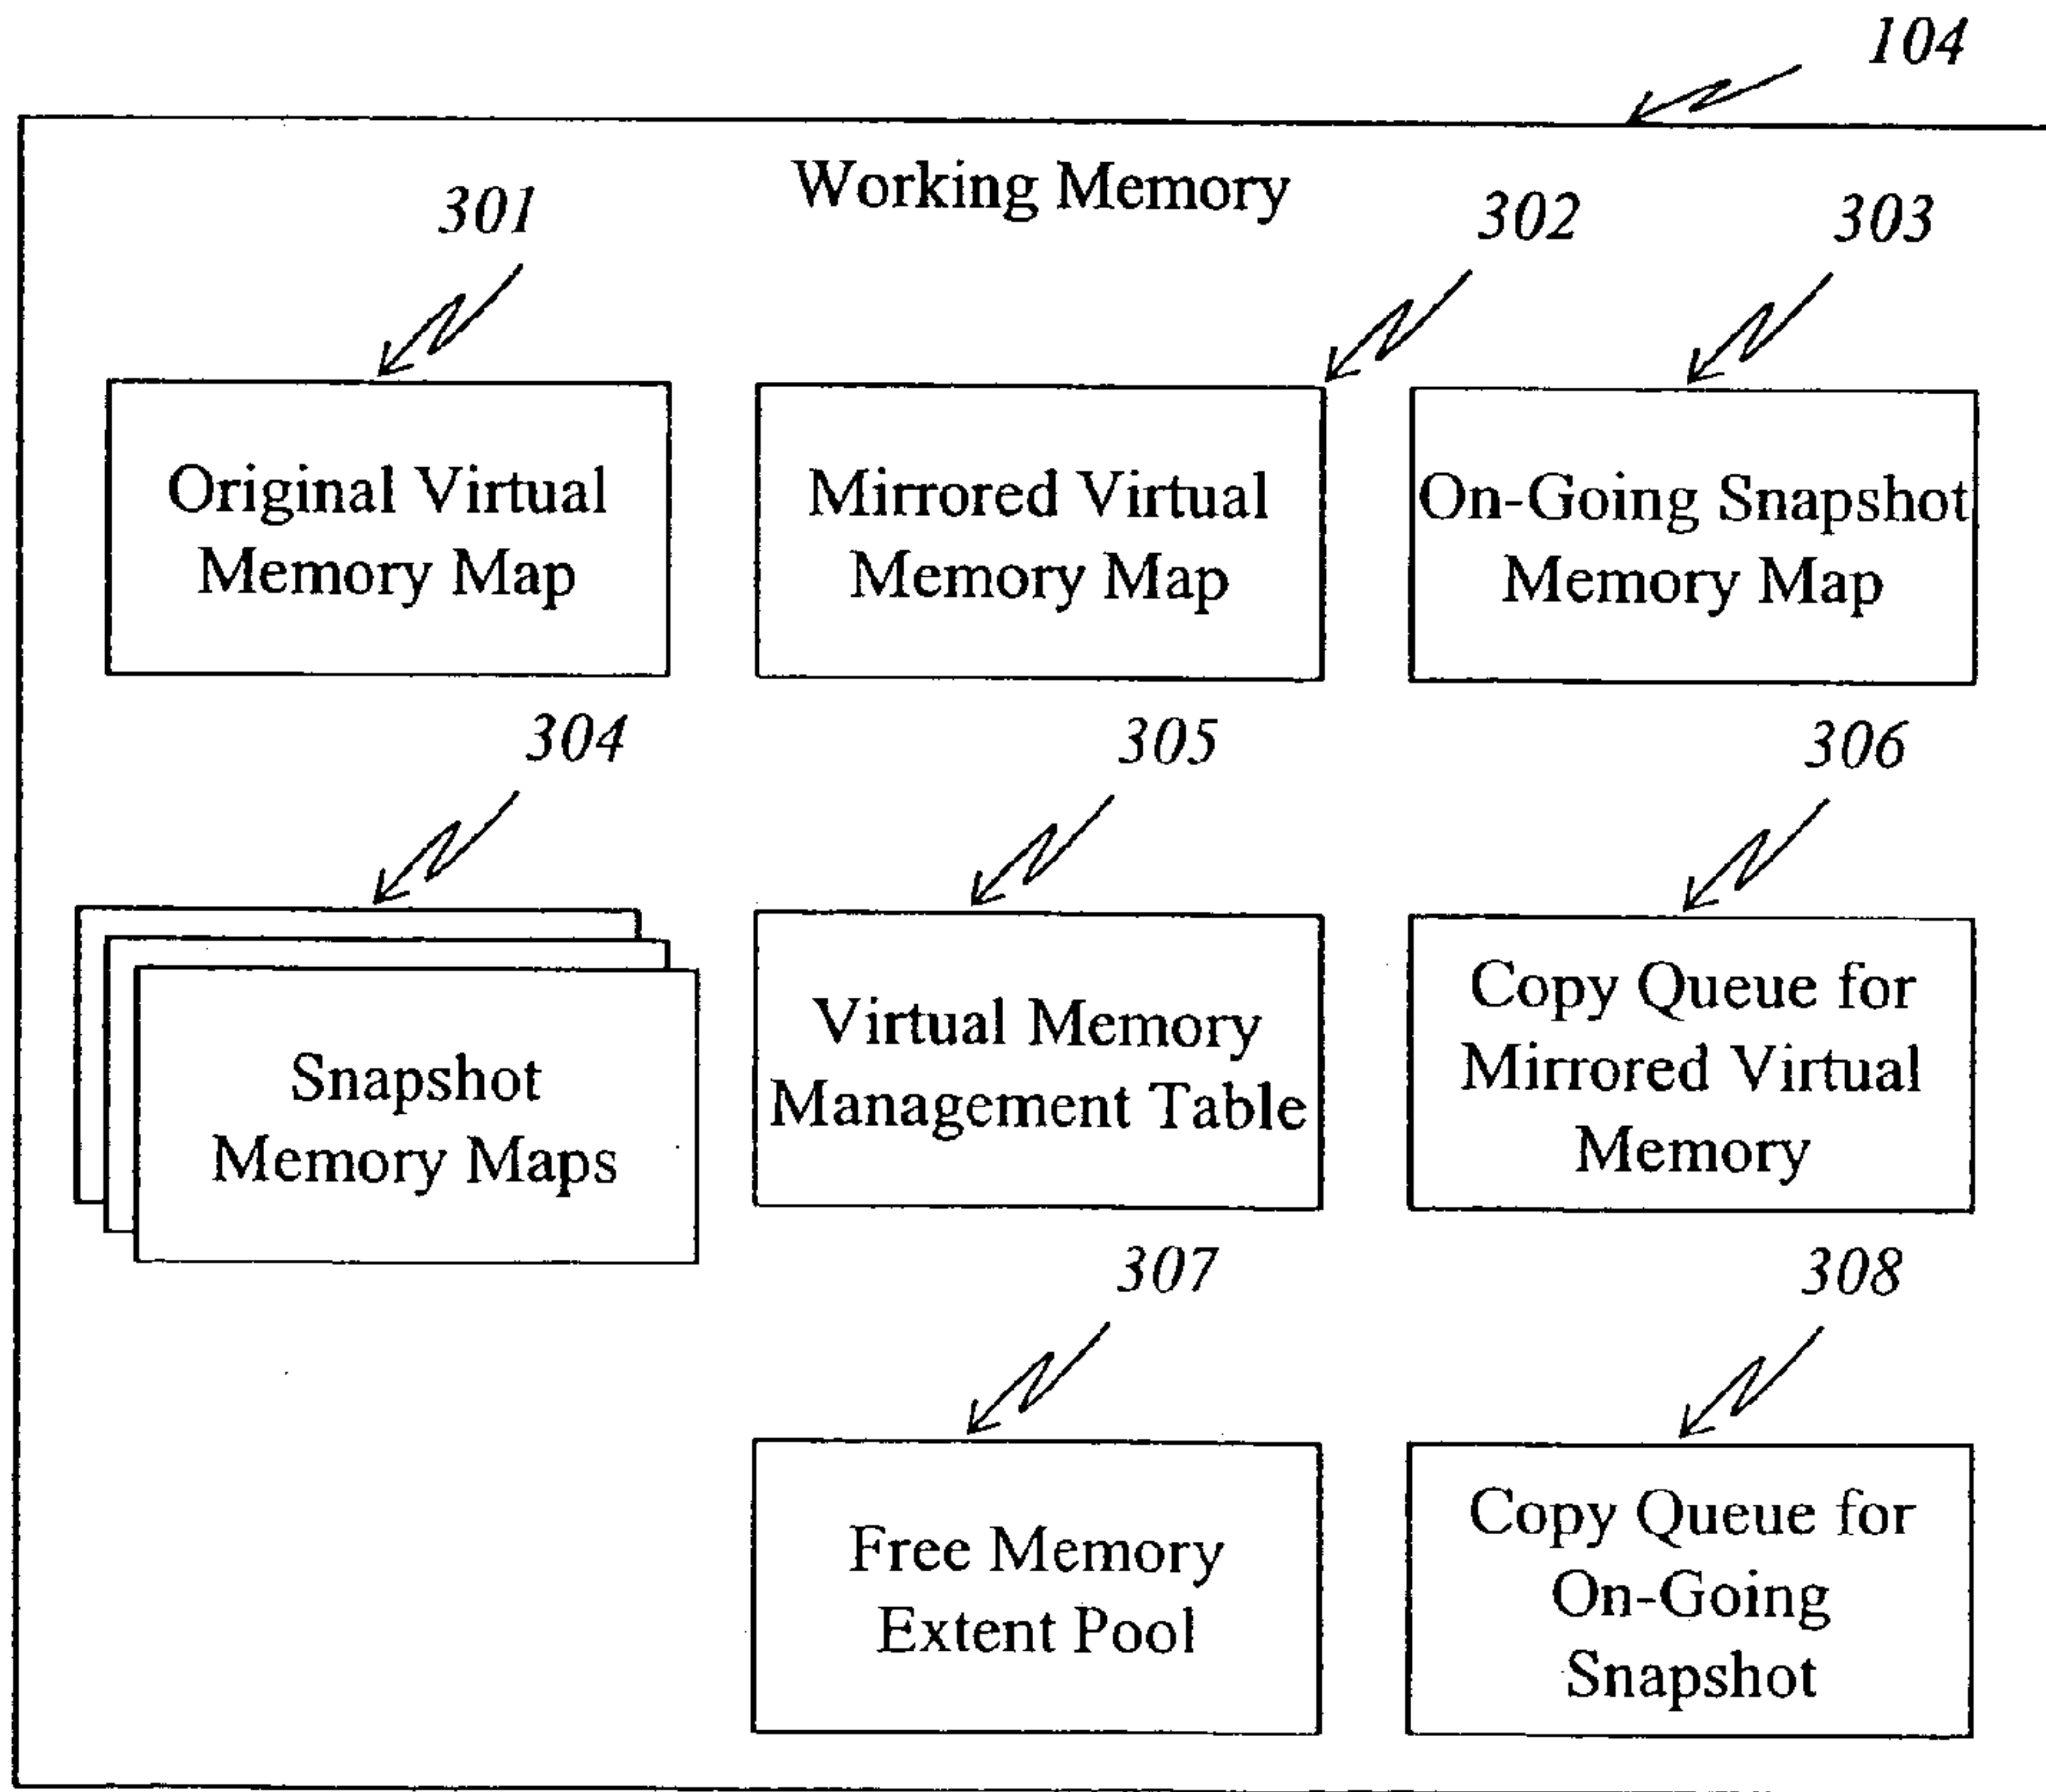 104
Working Memory
301
302
303
Original Virtual
Memory Map
Mirrored Virtual
Memory Map
On-Going Snapshot
Memory Map
304
305
306
Snapshot
Memory Maps
Virtual Memory
Management Table
Copy Queue for
Mirrored Virtual
Memory
307
308
Free Memory
Extent Pool
Copy Queue for
On-Going
Snapshot